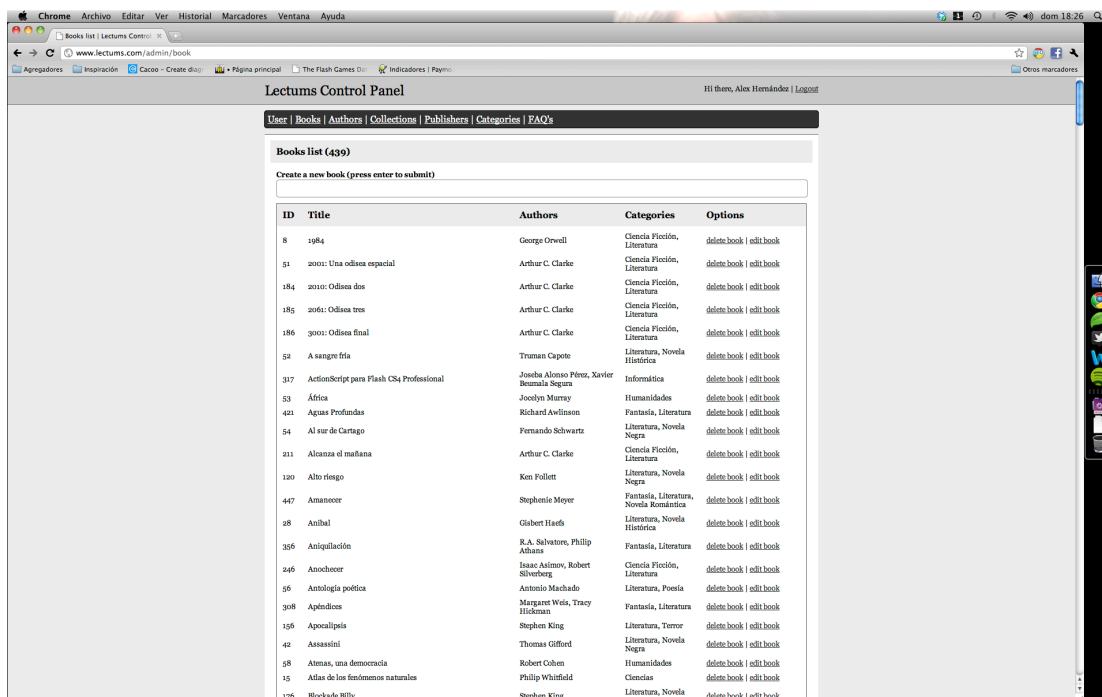 Chrome Archivo Editar Ver Historial Marcadores Ventana Ayuda dom 18:26
Books list | Lectums Control
www.lectums.com/admin/book
Agregadores Inspiración Cacoo - Create diag • Página principal The Flash Games Da Indicadores | Paymo Otros marcadores
Lectums Control Panel Hi there, Alex Hernández | Logout
User | Books | Authors | Collections | Publishers | Categories | FAQ's
Books list (439)
Create a new book (press enter to submit)
ID Title Authors Categories Options
8 1984 George Orwell Ciencia Ficción, Literatura delete book | edit book
51 2001: Una odisea espacial Arthur C. Clarke Ciencia Ficción, Literatura delete book | edit book
184 2010: Odisea dos Arthur C. Clarke Ciencia Ficción, Literatura delete book | edit book
185 2061: Odisea tres Arthur C. Clarke Ciencia Ficción, Literatura delete book | edit book
186 3001: Odisea final Arthur C. Clarke Ciencia Ficción, Literatura delete book | edit book
52 A sangre fría Truman Capote Literatura, Novela Histórica delete book | edit book
317 ActionScript para Flash CS4 Professional Joseba Alonso Pérez, Xavier Beumala Segura Informática delete book | edit book
53 África Jocelyn Murray Humanidades delete book | edit book
421 Aguas Profundas Richard Awlinson Fantasía, Literatura delete book | edit book
54 Al sur de Cartago Fernando Schwartz Literatura, Novela Negra delete book | edit book
211 Alcanza el mañana Arthur C. Clarke Ciencia Ficción, Literatura delete book | edit book
120 Alto riesgo Ken Follett Literatura, Novela Negra delete book | edit book
447 Amanecer Stephenie Meyer Fantasía, Literatura, Novela Romántica delete book | edit book
28 Anibal Gisbert Haefs Literatura, Novela Histórica delete book | edit book
356 Aniquilación R.A. Salvatore, Philip Athans Fantasía, Literatura delete book | edit book
246 Anochecer Isaac Asimov, Robert Silverberg Ciencia Ficción, Literatura delete book | edit book
56 Antología poética Antonio Machado Literatura, Poesía delete book | edit book
308 Apéndices Margaret Weis, Tracy Hickman Fantasía, Literatura delete book | edit book
156 Apocalipsis Stephen King Literatura, Terror delete book | edit book
42 Assassini Thomas Gifford Literatura, Novela Negra delete book | edit book
58 Atenas, una democracia Robert Cohen Humanidades delete book | edit book
15 Atlas de los fenómenos naturales Philip Whitfield Ciencias delete book | edit book
176 Blockade Billy Stephen King Literatura, Novela delete book | edit book